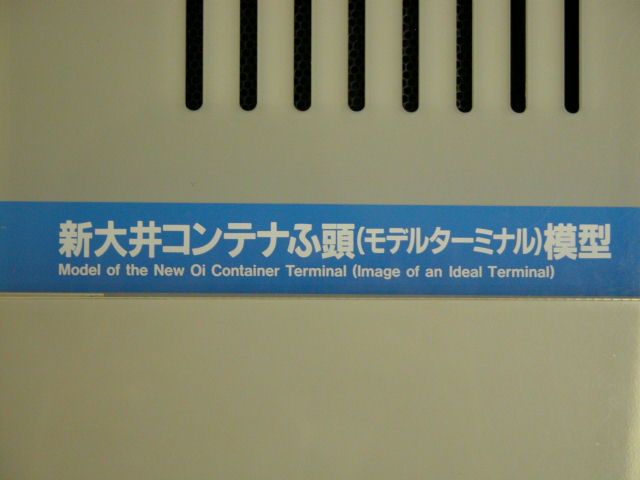 新大井コンテナふ頭(モデルターミナル)模型
Model of the New Oi Container Terminal (Image of an Ideal Terminal)